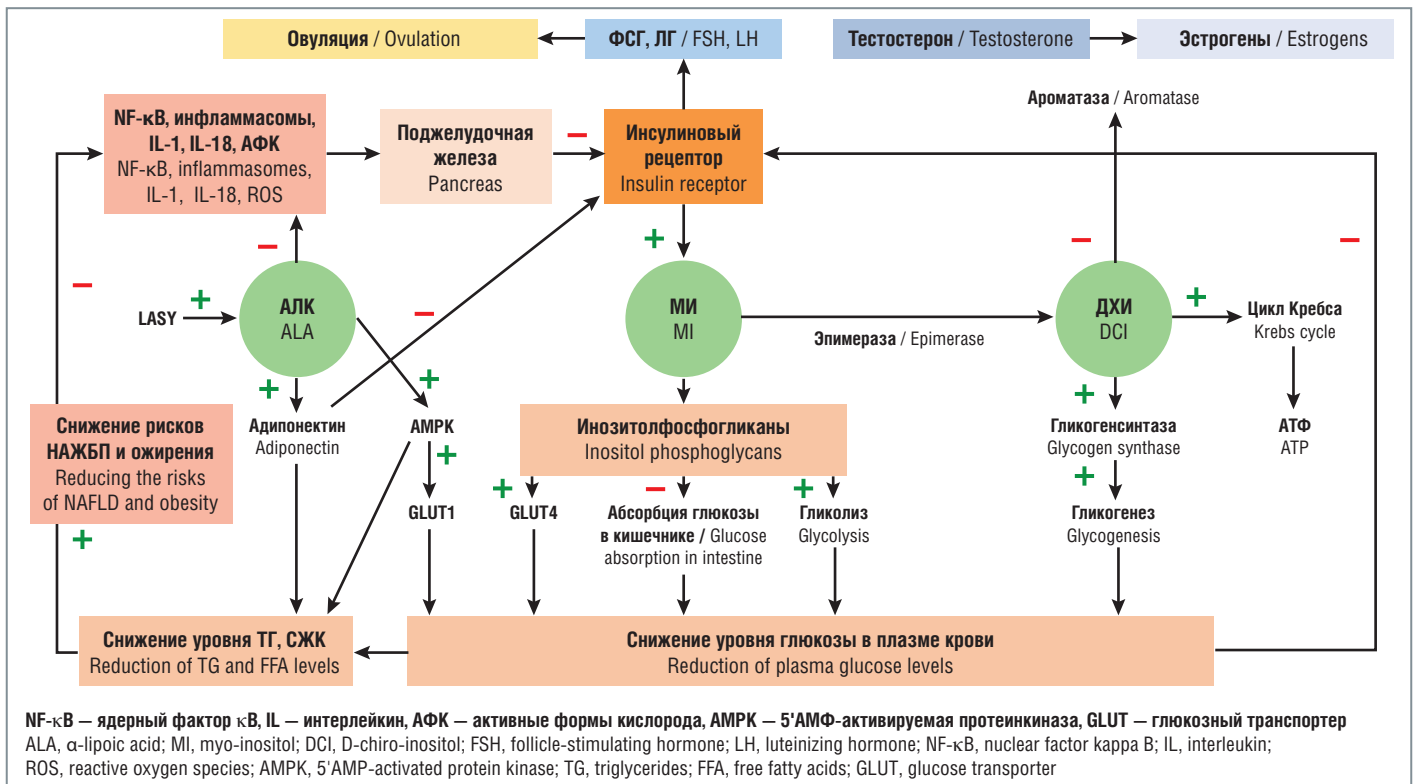 Овуляция / Ovulation
ФСГ, ЛГ / FSH, LH
Тестостерон / Testosterone
Эстрогены / Estrogens
Ароматаза / Aromatase
NF-κB, инфламмасомы,
IL-1, IL-18, АФК
NF-κB, inflammasomes,
IL-1, IL-18, ROS
Поджелудочная
железа
Pancreas
–
Инсулиновый
рецептор
Insulin receptor
–
+
–
–
–
–
LASY
+
АЛК
ALA
МИ
MI
Эпимераза / Epimerase
ДХИ
DCI
+
Цикл Кребса
Krebs cycle
+
+
+
Снижение рисков
НАЖБП и ожирения
Reducing the risks
of NAFLD and obesity
+
Адипонектин
Adiponectin
AMPK
+
GLUT1
Инозитолфосфогликаны
Inositol phosphoglycans
+
–
+
GLUT4
Абсорбция глюкозы
в кишечнике / Glucose
absorption in intestine
Гликолиз
Glycolysis
Гликогенсинтаза
Glycogen synthase
+
Гликогенез
Glycogenesis
АТФ
ATP
Снижение уровня ТГ, СЖК
Reduction of TG and FFA levels
Снижение уровня глюкозы в плазме крови
Reduction of plasma glucose levels
NF-κB — ядерный фактор κB, IL — интерлейкин, АФК — активные формы кислорода, AMPK — 5'АМФ-активируемая протеинкиназа, GLUT — глюкозный транспортер
ALA, α-lipoic acid; MI, myo-inositol; DCI, D-chiro-inositol; FSH, follicle-stimulating hormone; LH, luteinizing hormone; NF-κB, nuclear factor kappa B; IL, interleukin;
ROS, reactive oxygen species; AMPK, 5'AMP-activated protein kinase; TG, triglycerides; FFA, free fatty acids; GLUT, glucose transporter